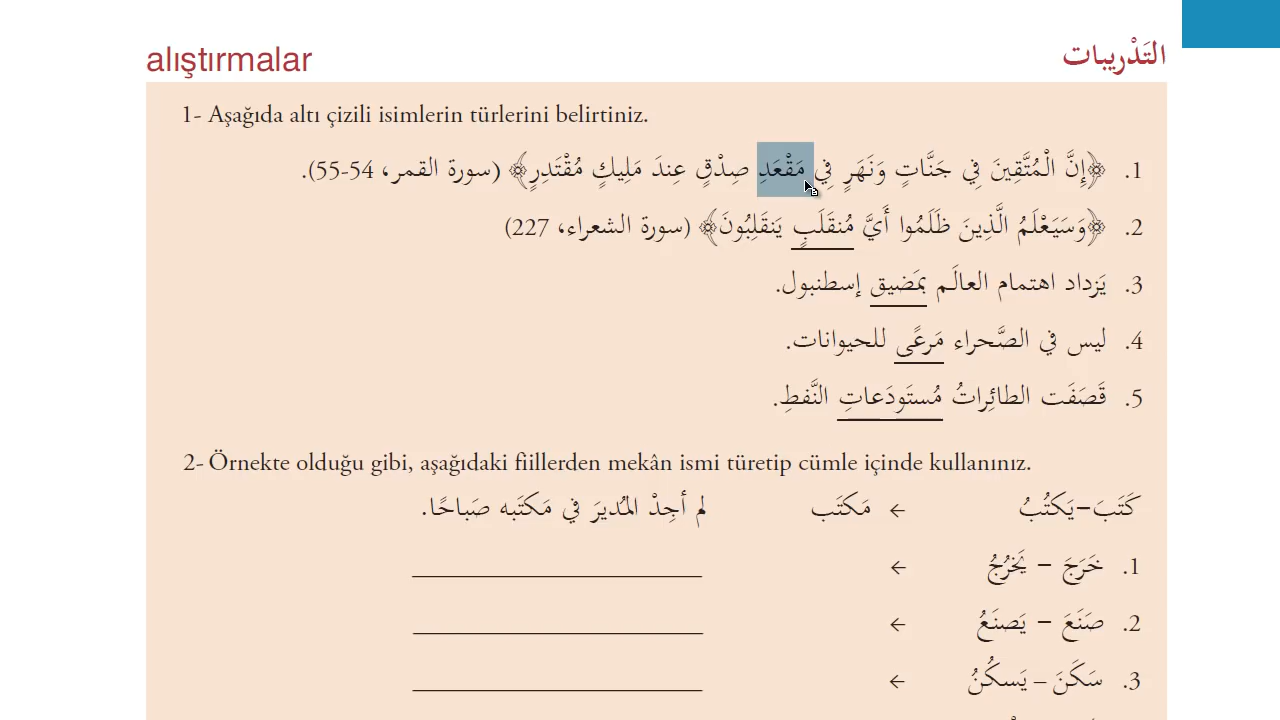 alıştırmalar التَدْريبات
1- Aşağıda altı çizili isimlerin türlerini belirtiniz.
1. ﴿إِنَّ الْمُتَّقِينَ فِي جَنَّاتٍ وَنَهَرٍ فِي مَقْعَدِ صِدْقٍ عِندَ مَلِيكٍ مُقْتَدِرٍ﴾ (سورة القمر، 54-55).
2. ﴿وَسَيَعْلَمُ الَّذِينَ ظَلَمُوا أَيَّ مُنقَلَبٍ يَنقَلِبُونَ﴾ (سورة الشعراء، 227)
3. يَزداد اهتمام العالَم بمَضيق إسطنبول.
4. ليس في الصَّحراء مَرعًى للحيوانات.
5. قَصَفَت الطائِراتُ مُستَودَعاتِ النَّفطِ.
2- Örnekte olduğu gibi, aşağıdaki fiillerden mekân ismi türetip cümle içinde kullanınız.
كَتَبَ–يَكتُبُ ← مَكتَب لم أجِدْ المُديرَ في مَكتَبه صَباحًا.
1. خَرَجَ – يَخرُجُ ←
2. صَنَعَ – يَصنَعُ ←
3. سَكَنَ – يَسكُنُ ←